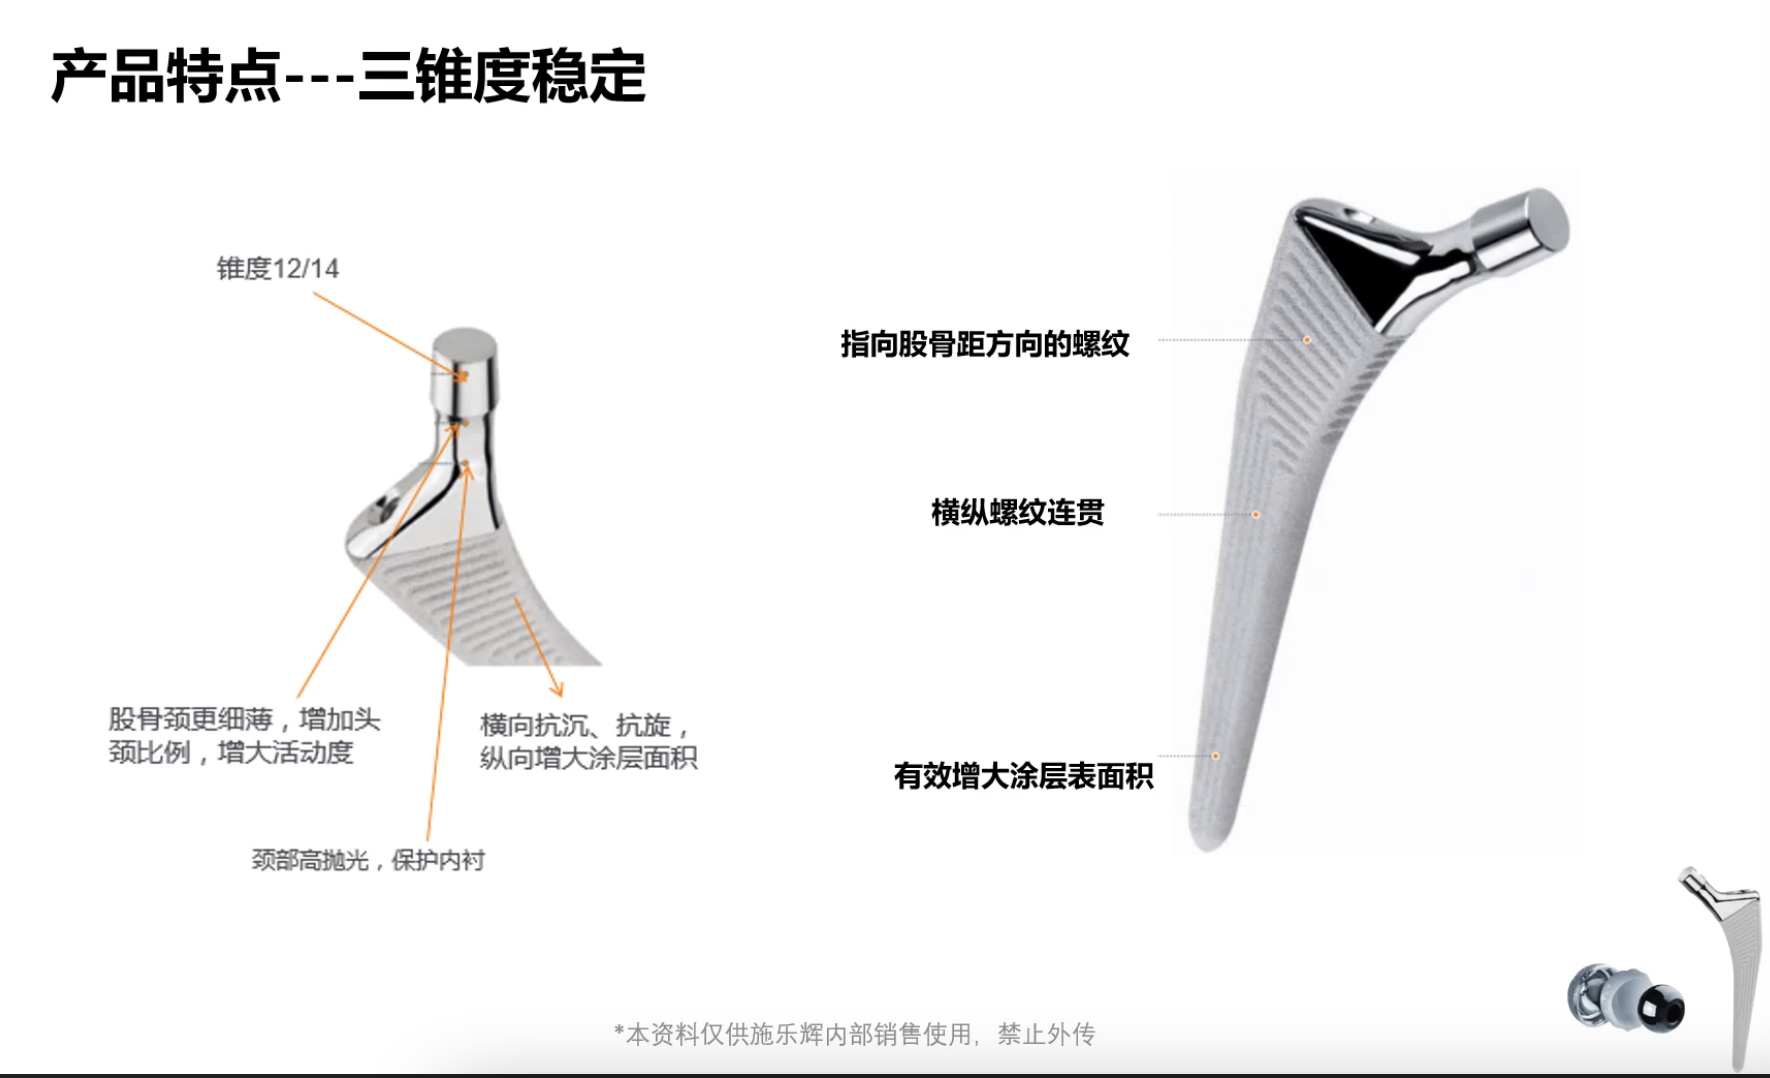 产品特点---三锥度稳定
锥度12/14
股骨颈更细薄，增加头
颈比例，增大活动度
横向抗沉、抗旋，
纵向增大涂层面积
颈部高抛光，保护内衬
指向股骨距方向的螺纹
横纵螺纹连贯
有效增大涂层表面积
*本资料仅供施乐辉内部销售使用，禁止外传